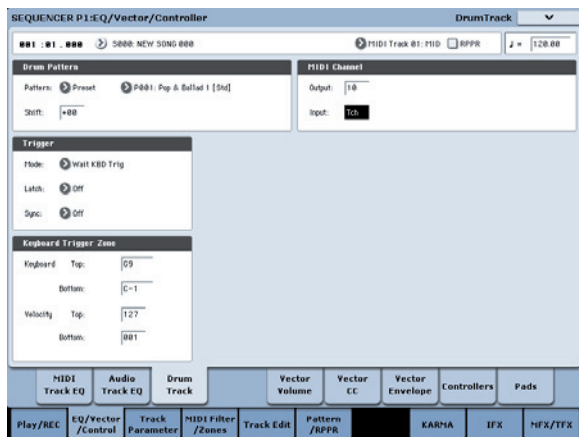 SEQUENCER P1:EQ/Vector/Controller DrumTrack
001 :01 .000 S000: NEW SONG 000 MIDI Track 01: MID RPPR ♩ = 120.00
Drum Pattern
Pattern: Preset P001: Pop & Ballad 1 [Std]
Shift: +00
MIDI Channel
Output: 10
Input: Tch
Trigger
Mode: Wait KBD Trig
Latch: Off
Sync: Off
Keyboard Trigger Zone
Keyboard Top: G9
Bottom: C-1
Velocity Top: 127
Bottom: 001
MIDI Track EQ Audio Track EQ Drum Track Vector Volume Vector CC Vector Envelope Controllers Pads
Play/REC EQ/Vector /Control Track Parameter MIDI Filter /Zones Track Edit Pattern /RPPR KARMA IFX MFX/TFX